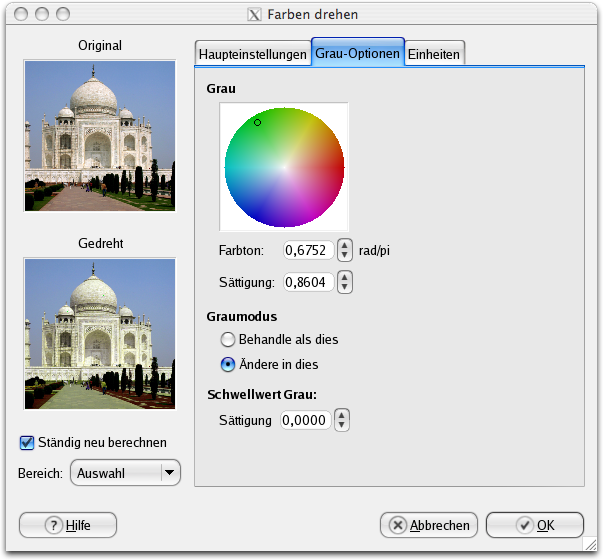 Farben drehen
Original
Gedreht
Ständig neu berechnen
Bereich: Auswahl
Haupteinstellungen Grau-Optionen Einheiten
Grau
Farbton: 0,6752 rad/pi
Sättigung: 0,8604
Graumodus
Behandle als dies
Ändere in dies
Schwellwert Grau:
Sättigung 0,0000
? Hilfe
Abbrechen
OK